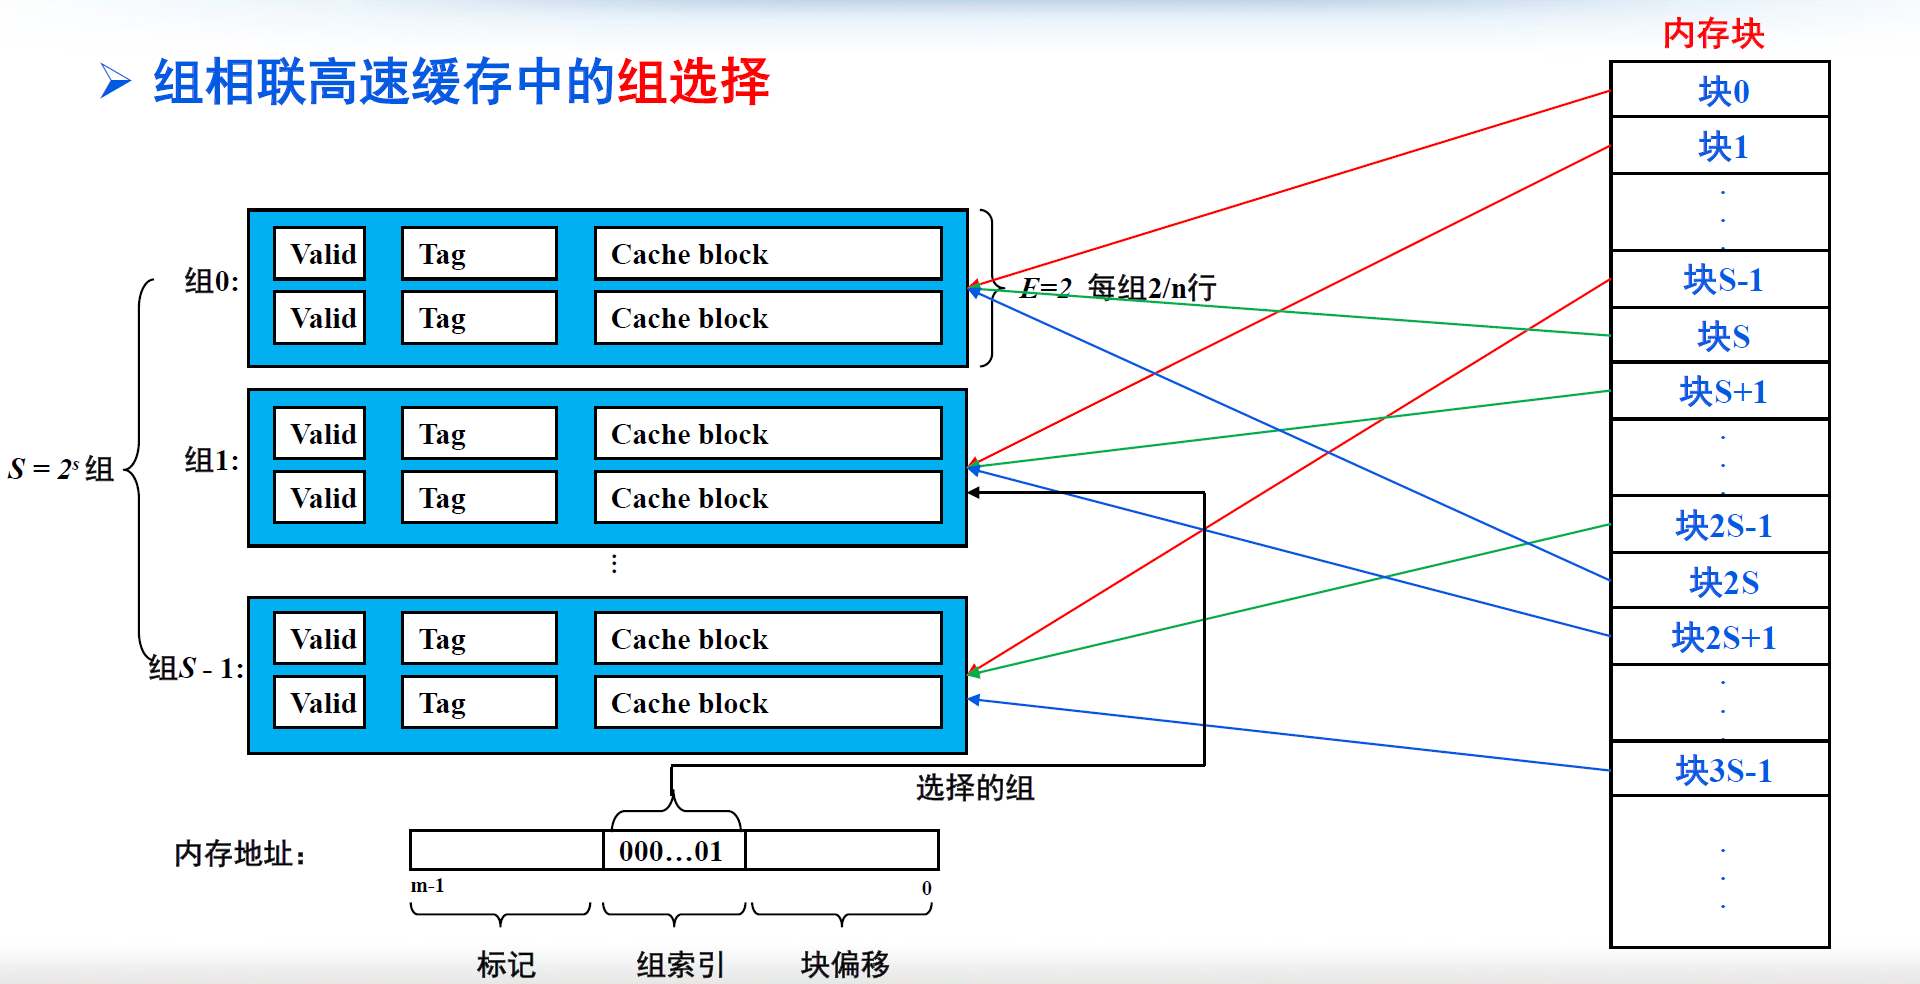 组相联高速缓存中的组选择
内存块
块0
块1
.
.
.
块S-1
块S
块S+1
.
.
.
块2S-1
块2S
块2S+1
.
.
.
块3S-1
.
.
.
S = 2ˢ 组
组0:
Valid Tag Cache block
Valid Tag Cache block
E=2 每组2/n行
组1:
Valid Tag Cache block
Valid Tag Cache block
⋮
组S - 1:
Valid Tag Cache block
Valid Tag Cache block
选择的组
内存地址:
000…01
m-1 0
标记 组索引 块偏移